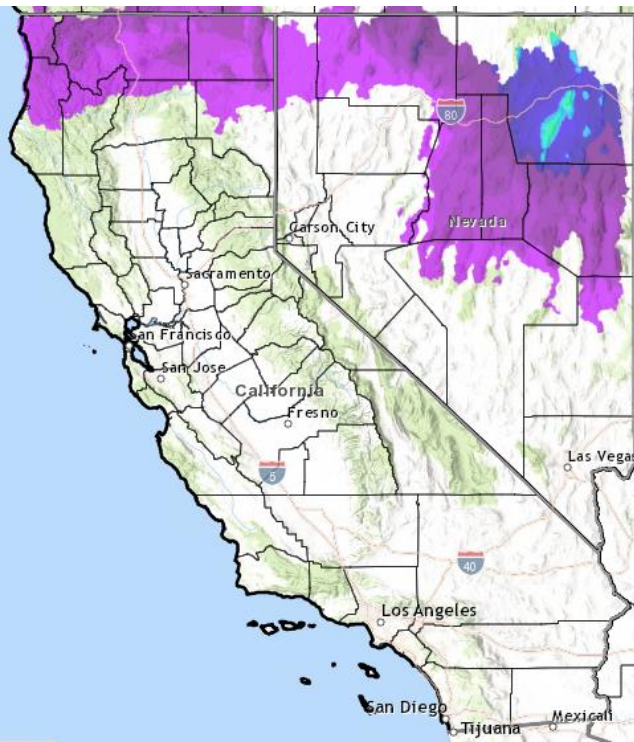 80
Nevada
Carson City
Sacramento
San Francisco
San Jose
California
Fresno
5
Las Vegas
40
Los Angeles
San Diego
Tijuana
Mexicali